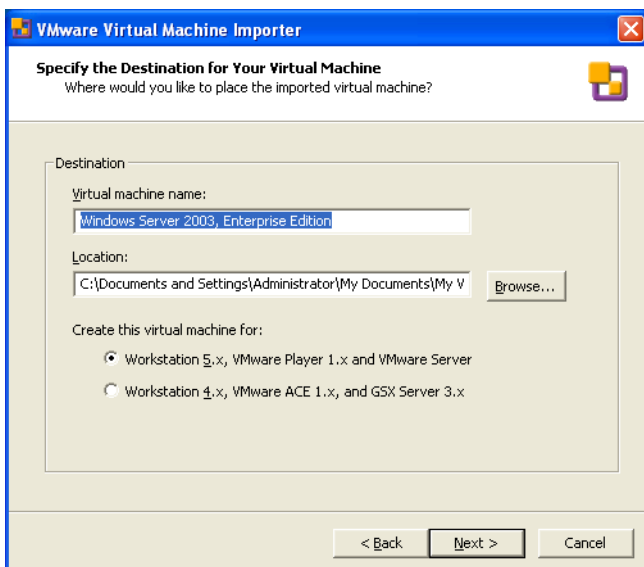 VMware Virtual Machine Importer
Specify the Destination for Your Virtual Machine
Where would you like to place the imported virtual machine?
Destination
Virtual machine name:
Windows Server 2003, Enterprise Edition
Location:
C:\Documents and Settings\Administrator\My Documents\My V
Browse...
Create this virtual machine for:
Workstation 5.x, VMware Player 1.x and VMware Server
Workstation 4.x, VMware ACE 1.x, and GSX Server 3.x
< Back Next > Cancel